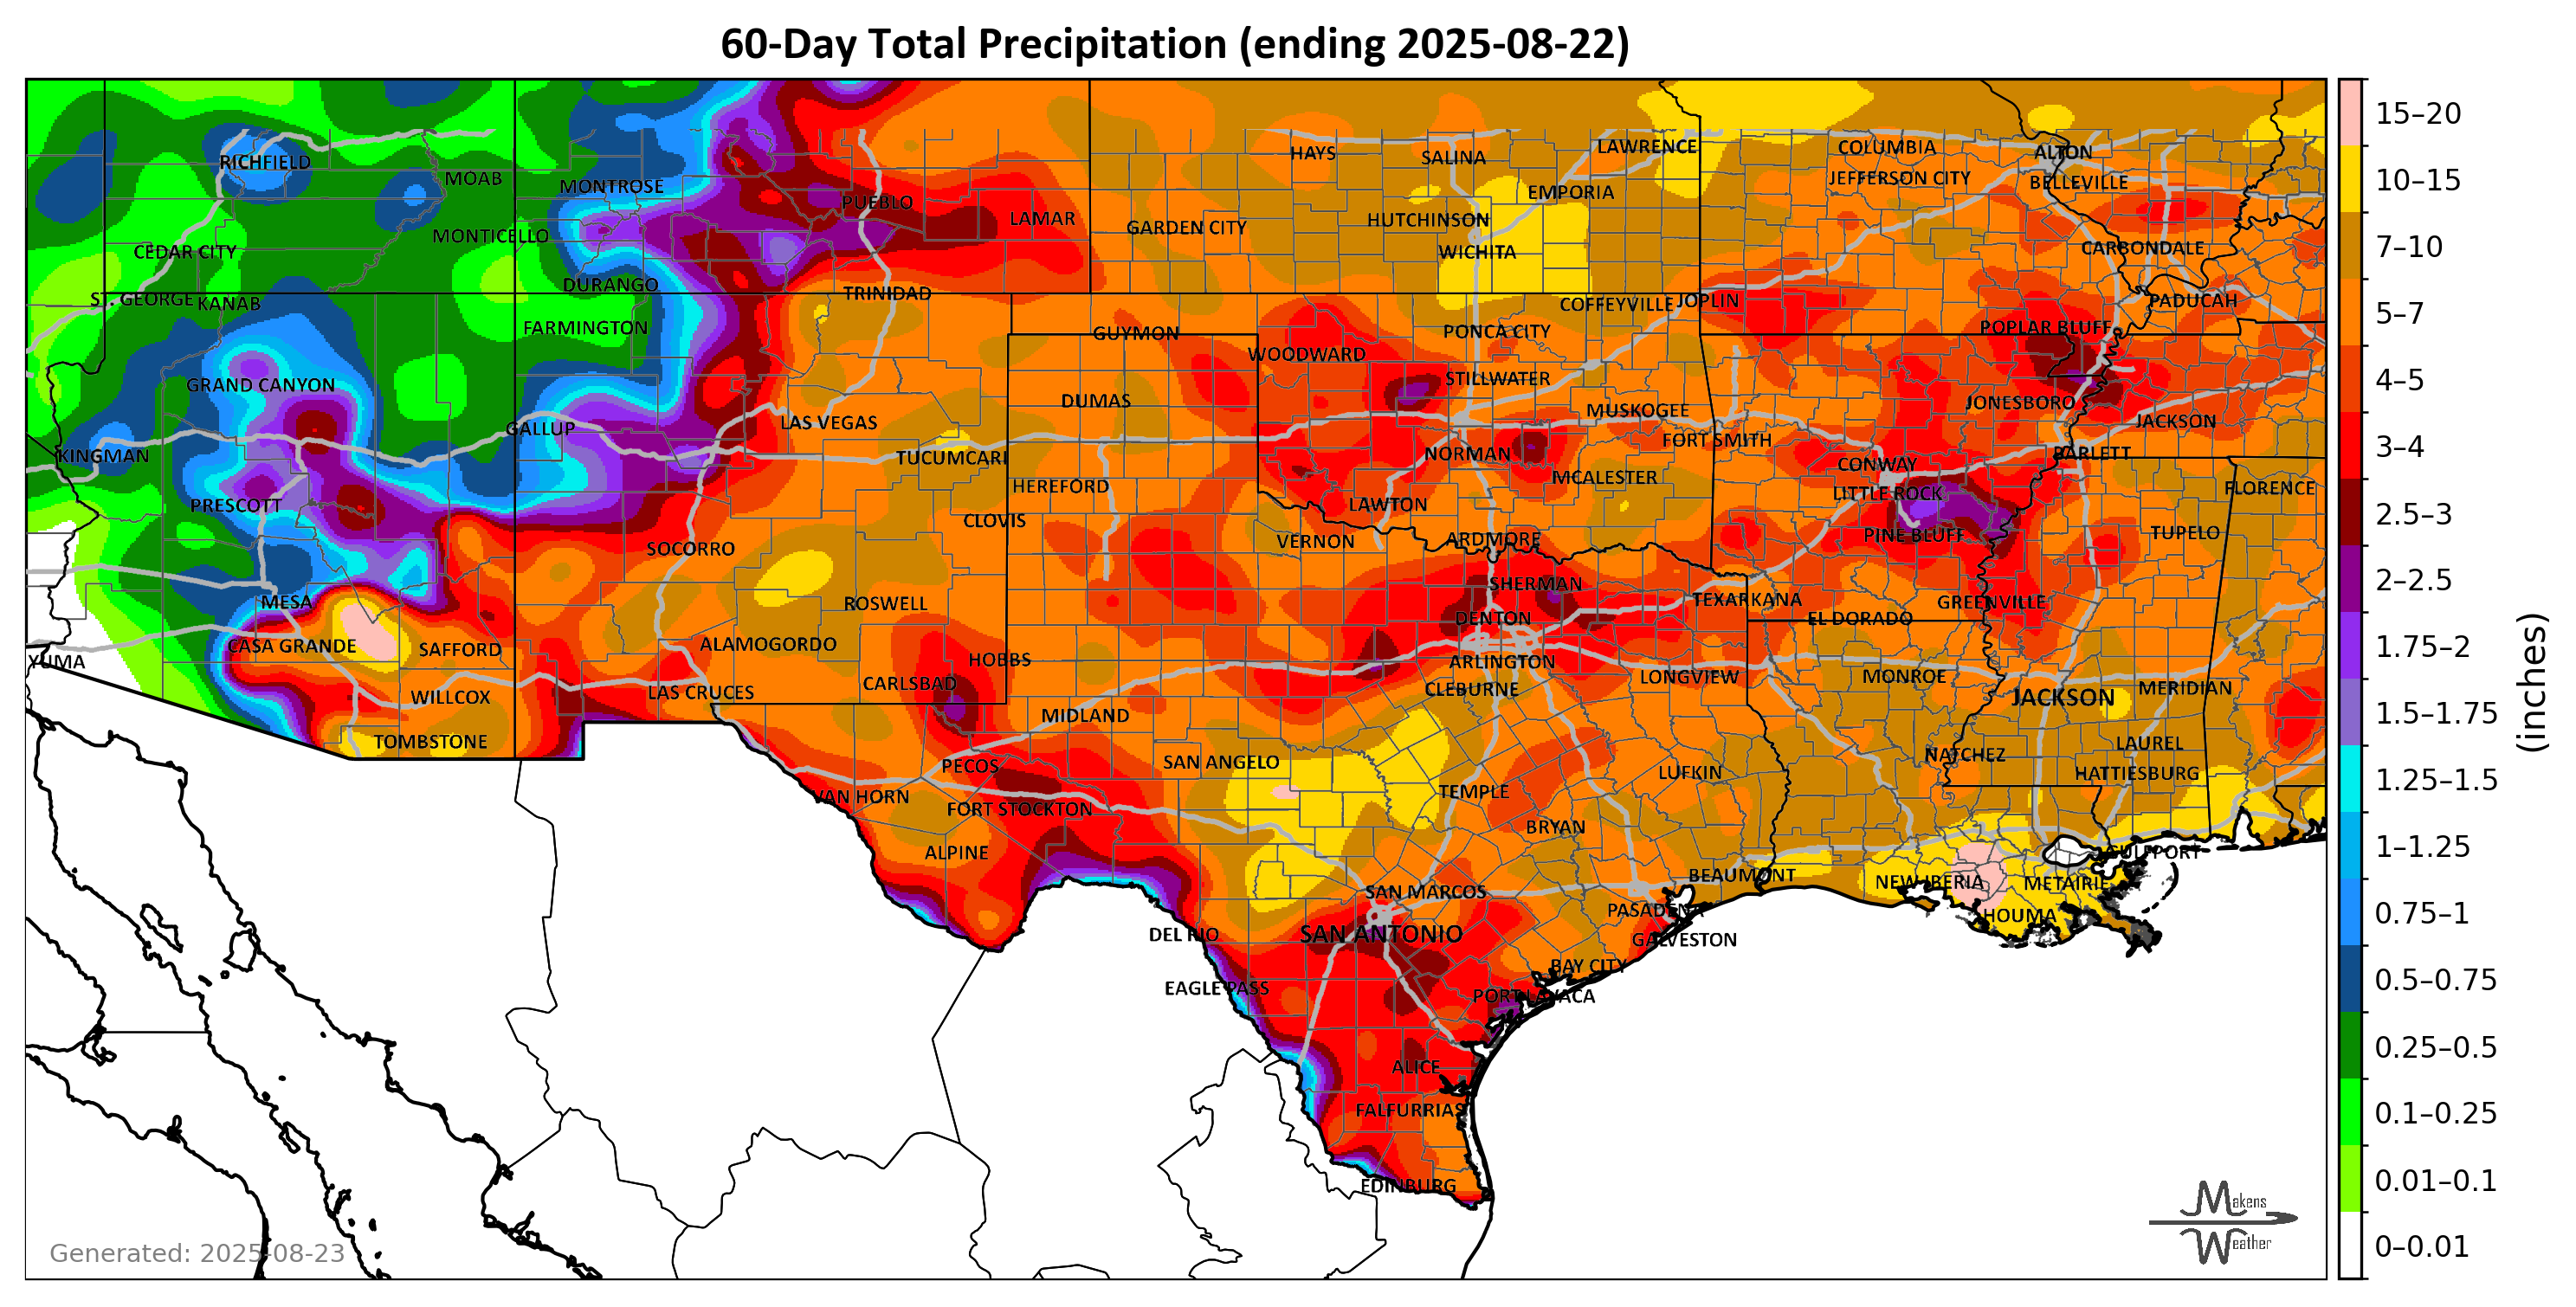 60-Day Total Precipitation (ending 2025-08-22)
RICHFIELD
MOAB
MONTROSE
PUEBLO
LAMAR
HAYS
SALINA
LAWRENCE
COLUMBIA
ALTON
JEFFERSON CITY
BELLEVILLE
EMPORIA
HUTCHINSON
GARDEN CITY
WICHITA
MONTICELLO
CEDAR CITY
CARBONDALE
DURANGO
TRINIDAD
ST. GEORGE
KANAB
COFFEYVILLE
JOPLIN
PADUCAH
FARMINGTON
GUYMON
PONCA CITY
POPLAR BLUFF
WOODWARD
GRAND CANYON
STILLWATER
DUMAS
MUSKOGEE
JONESBORO
JACKSON
GALLUP
LAS VEGAS
FORT SMITH
KINGMAN
TUCUMCARI
NORMAN
BARLETT
CONWAY
MCALESTER
HEREFORD
LITTLE ROCK
FLORENCE
PRESCOTT
LAWTON
CLOVIS
PINE BLUFF
TUPELO
SOCORRO
VERNON
ARDMORE
SHERMAN
MESA
ROSWELL
TEXARKANA
GREENVILLE
DENTON
EL DORADO
CASA GRANDE
SAFFORD
ALAMOGORDO
HOBBS
ARLINGTON
YUMA
CARLSBAD
CLEBURNE
LONGVIEW
MONROE
WILLCOX
LAS CRUCES
JACKSON
MERIDIAN
MIDLAND
TOMBSTONE
LAUREL
NATCHEZ
PECOS
SAN ANGELO
LUFKIN
HATTIESBURG
VAN HORN
FORT STOCKTON
TEMPLE
BRYAN
ALPINE
GULFPORT
BEAUMONT
NEW IBERIA
METAIRIE
SAN MARCOS
PASADENA
HOUMA
DEL RIO
SAN ANTONIO
GALVESTON
BAY CITY
EAGLE PASS
PORT LAVACA
ALICE
FALFURRIAS
EDINBURG
Generated: 2025-08-23
Makens
Weather
15–20
10–15
7–10
5–7
4–5
3–4
2.5–3
2–2.5
1.75–2
1.5–1.75
1.25–1.5
1–1.25
0.75–1
0.5–0.75
0.25–0.5
0.1–0.25
0.01–0.1
0–0.01
(inches)